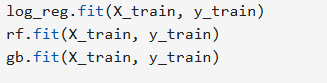 log_reg.fit(X_train, y_train)
rf.fit(X_train, y_train)
gb.fit(X_train, y_train)